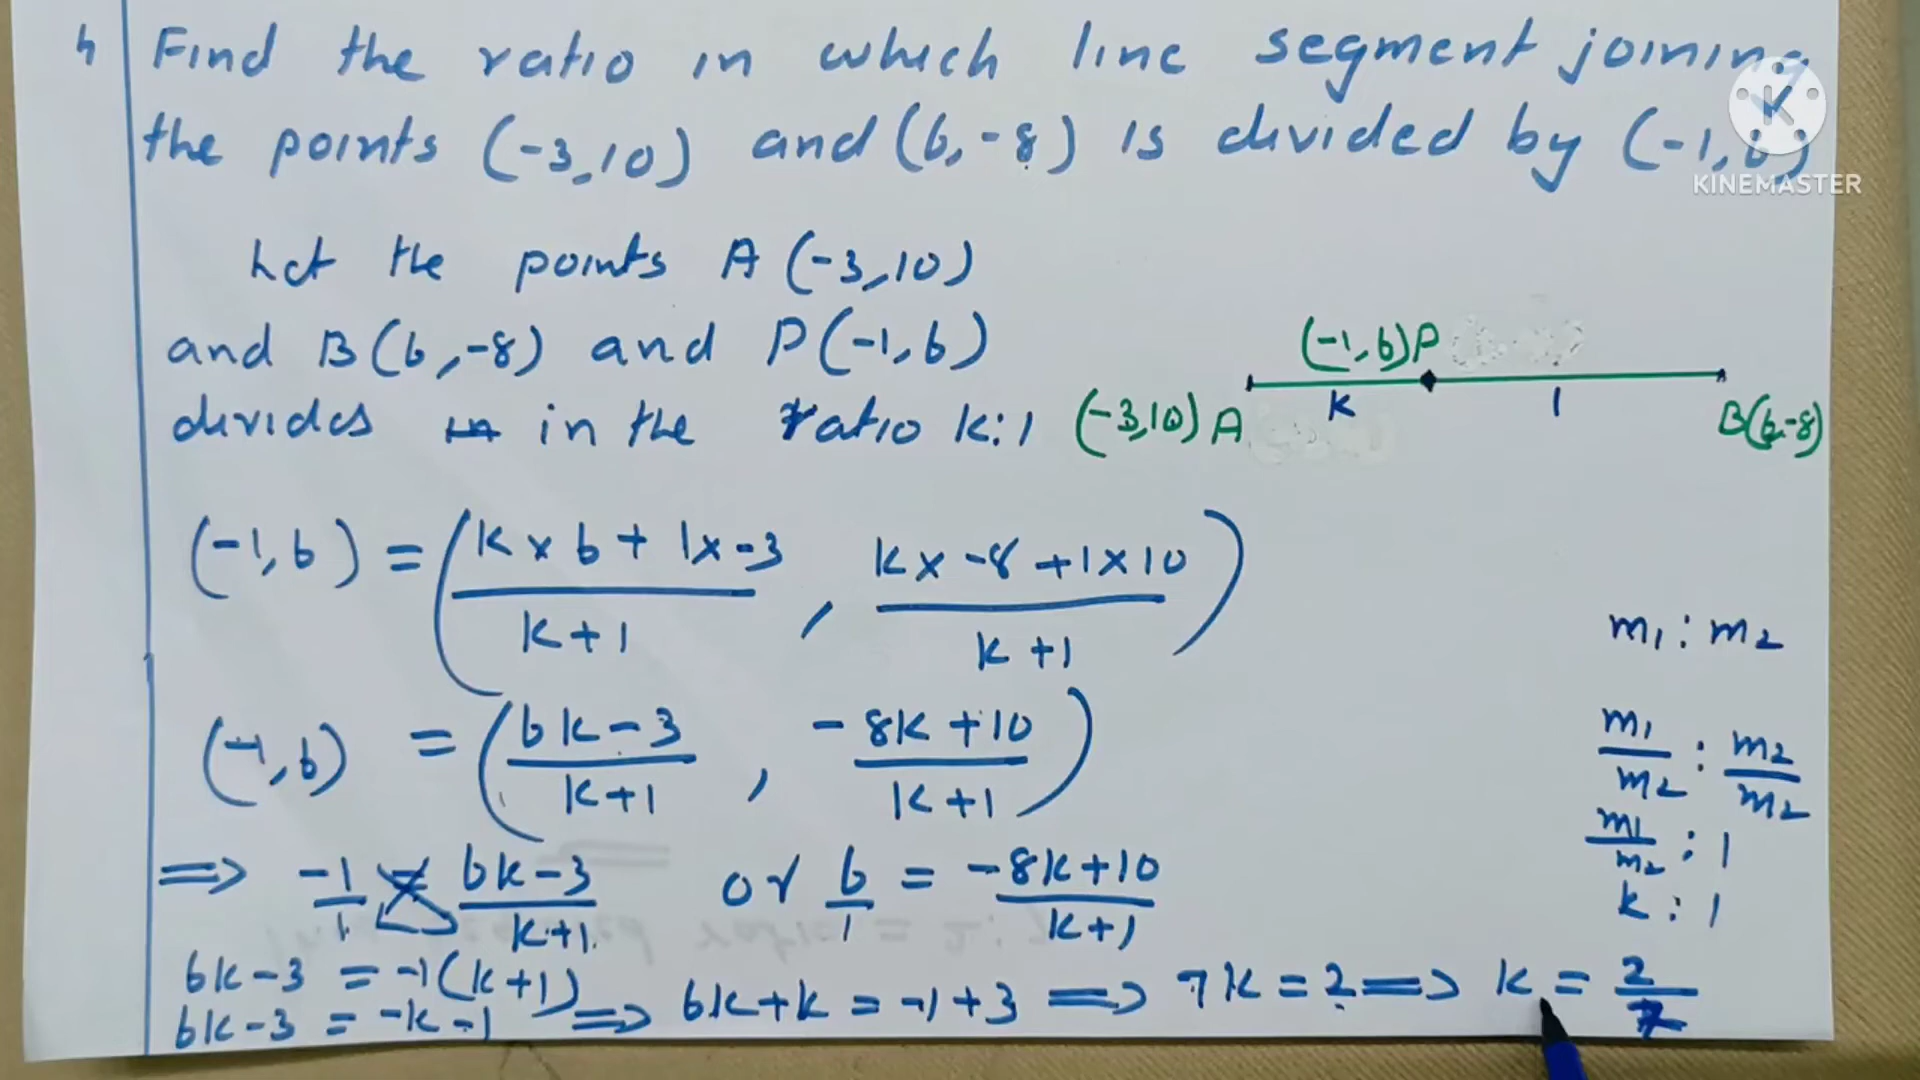 4 Find the ratio in which line segment joining
the points (-3,10) and (6,-8) is divided by (-1,6)
KINEMASTER
Let the points A (-3,10)
and B(6,-8) and P(-1,6)
divides in the ratio k:1
(-1,6)P
k 1
(-3,10) A B(6,-8)
(-1,6) = (k×6+1×-3/k+1, k×-8+1×10/k+1)
m1 : m2
(-1,6) = (6k-3/k+1, -8k+10/k+1)
m1/m2 : m2/m2
m1/m2 : 1
k : 1
⇒ -1/1 = 6k-3/k+1 or 6/1 = -8k+10/k+1
6k-3 = -1(k+1)
6k-3 = -k-1 ⇒ 6k+k = -1+3 ⇒ 7k = 2 ⇒ k = 2/7